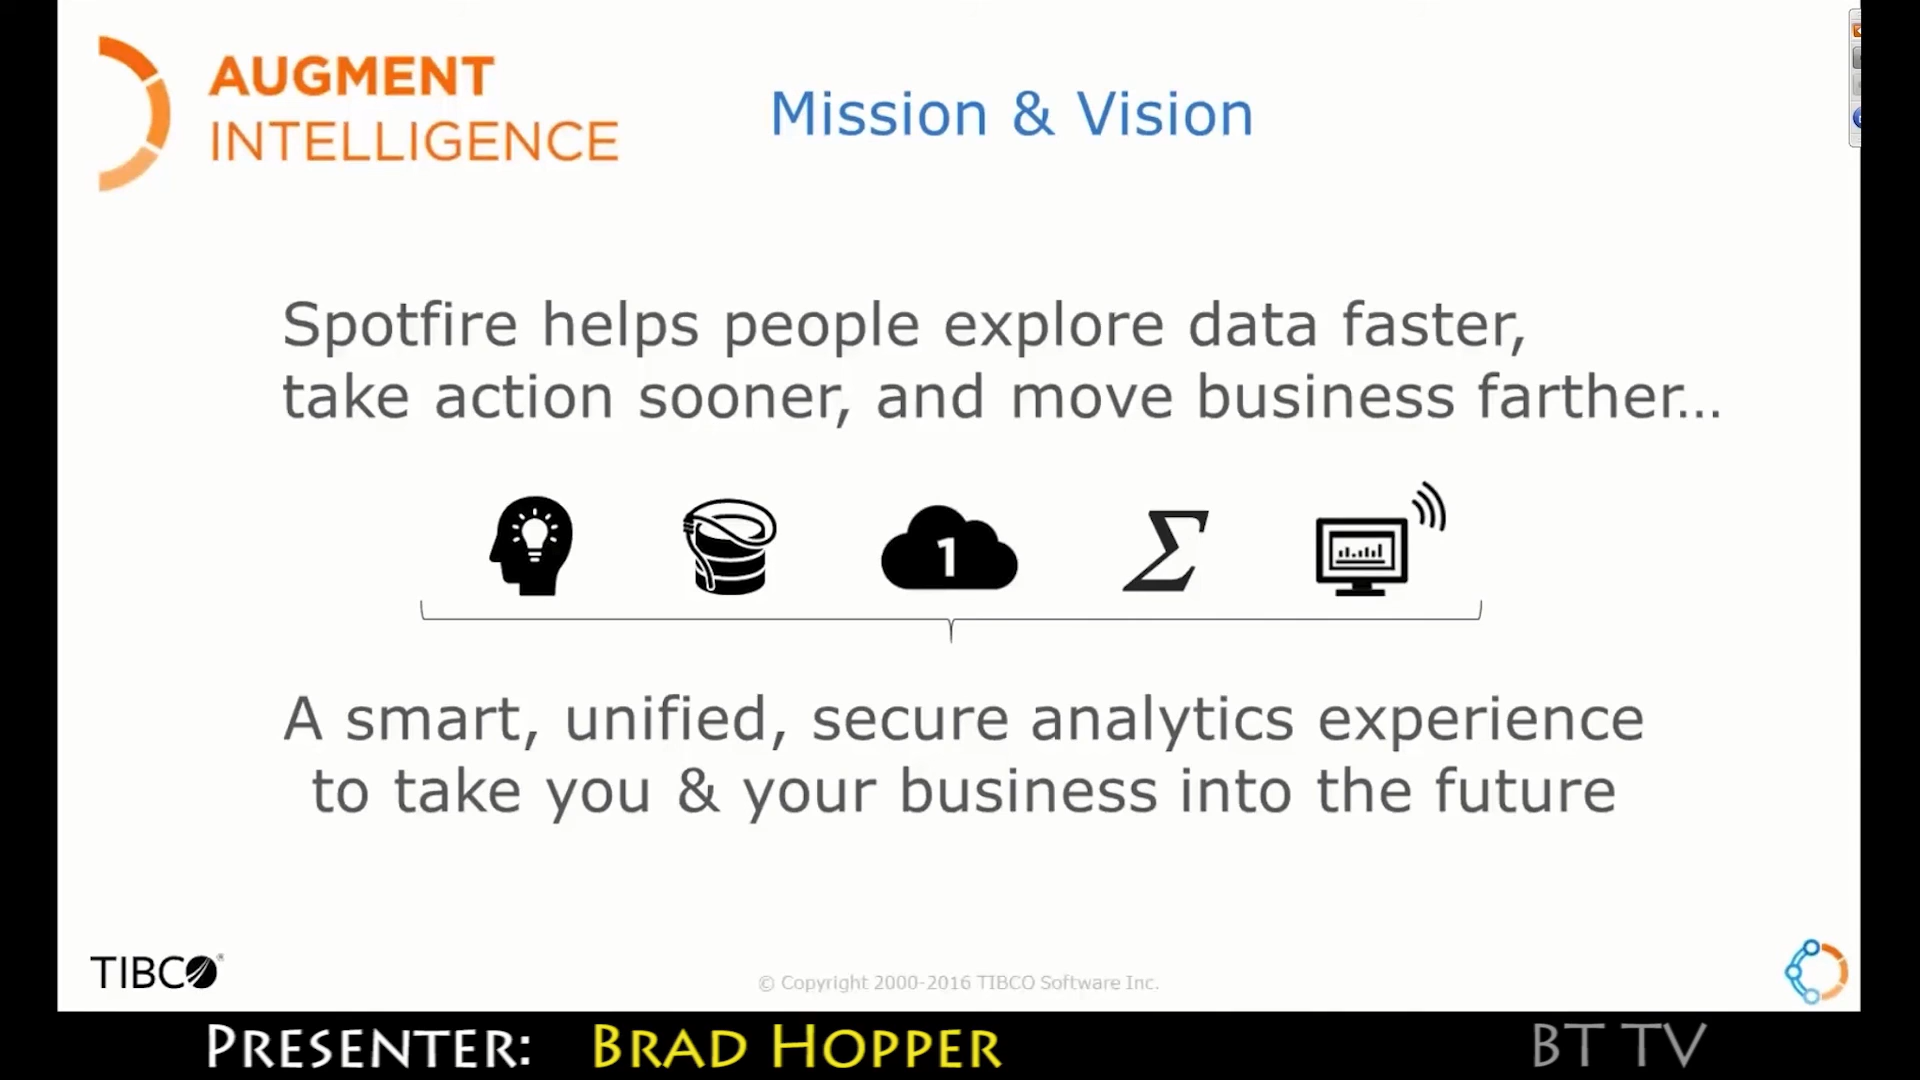 AUGMENT
INTELLIGENCE
Mission & Vision
Spotfire helps people explore data faster,
take action sooner, and move business farther...
1
Σ
A smart, unified, secure analytics experience
to take you & your business into the future
TIBCO®
© Copyright 2000-2016 TIBCO Software Inc.
PRESENTER: BRAD HOPPER
BT TV